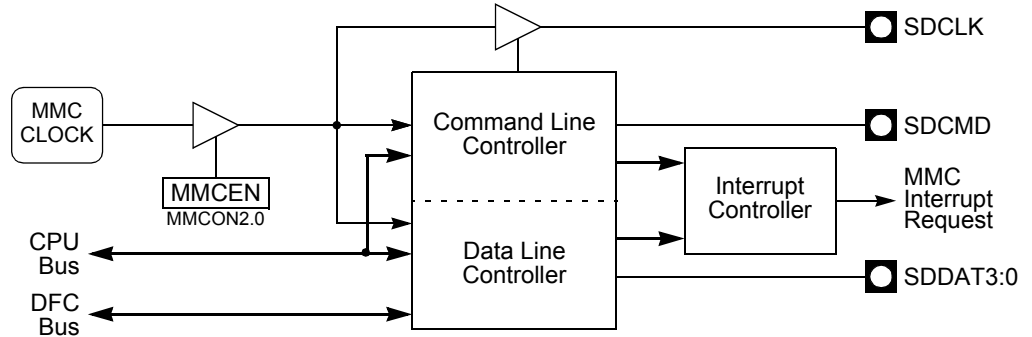 SDCLK
MMC
CLOCK
Command Line
Controller
SDCMD
MMCEN
MMCON2.0
Interrupt
Controller
MMC
Interrupt
Request
CPU
Bus
Data Line
Controller
SDDAT3:0
DFC
Bus